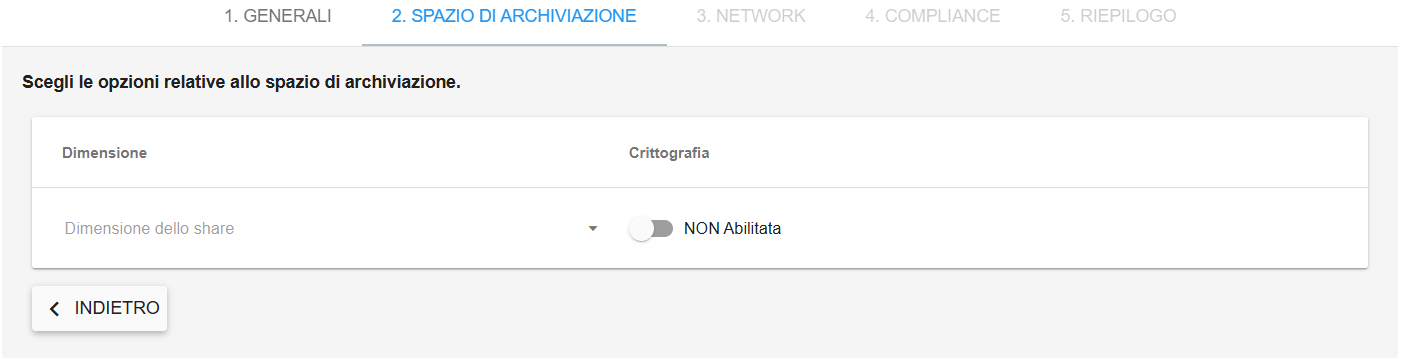 1. GENERALI 2. SPAZIO DI ARCHIVIAZIONE 3. NETWORK 4. COMPLIANCE 5. RIEPILOGO
Scegli le opzioni relative allo spazio di archiviazione.
Dimensione Crittografia
Dimensione dello share NON Abilitata
INDIETRO